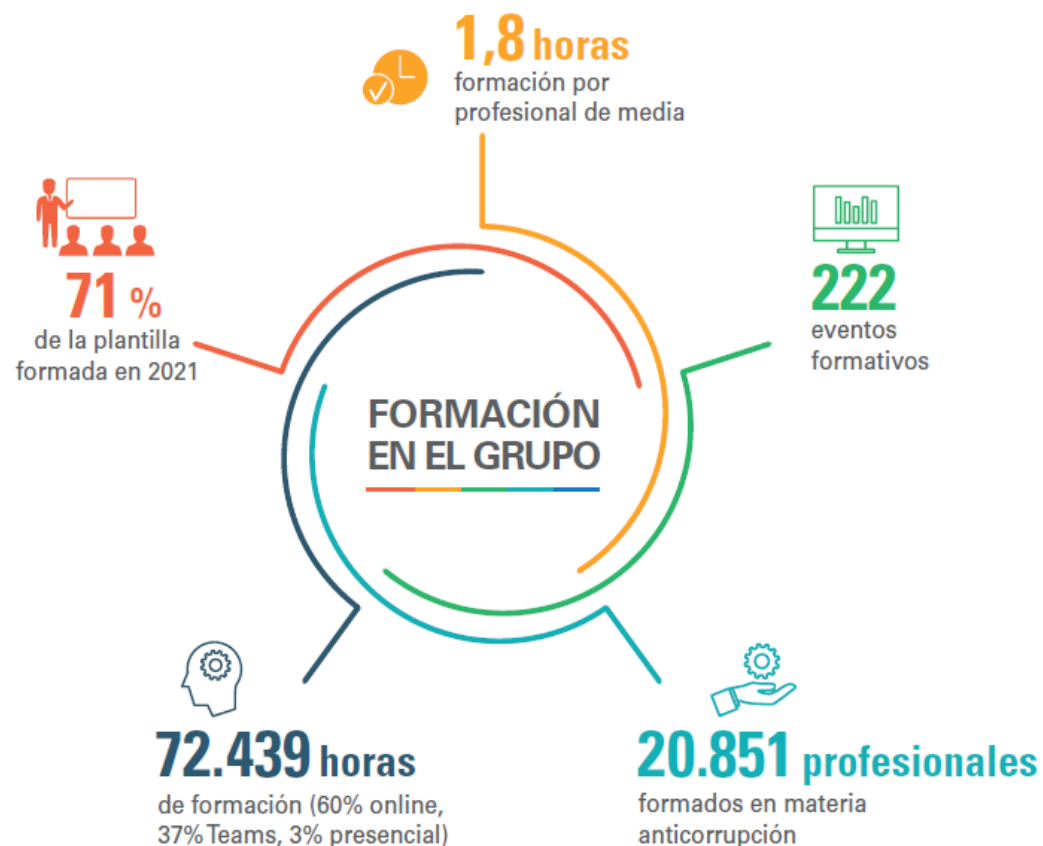 1,8 horas
formación por
profesional de media
71 %
de la plantilla
formada en 2021
222
eventos
formativos
FORMACIÓN
EN EL GRUPO
72.439 horas
de formación (60% online,
37% Teams, 3% presencial)
20.851 profesionales
formados en materia
anticorrupción